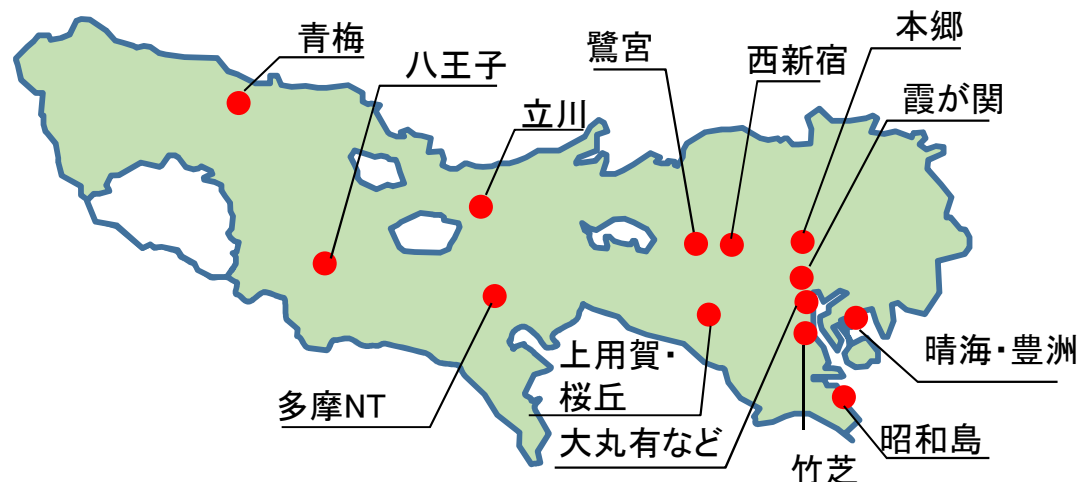 青梅
八王子
立川
鷺宮
西新宿
本郷
霞が関
多摩NT
上用賀・
桜丘
大丸有など
竹芝
晴海・豊洲
昭和島